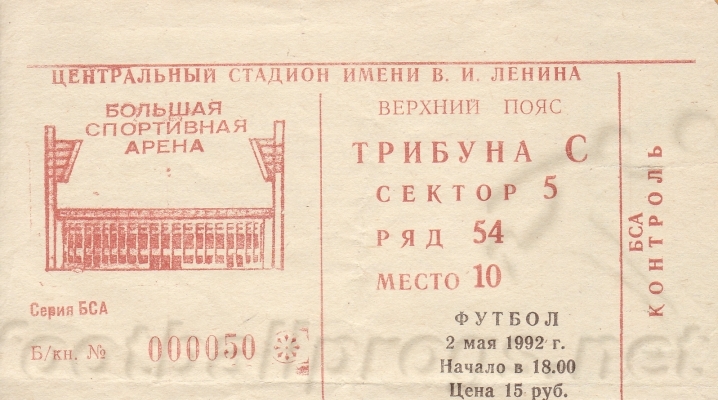 ЦЕНТРАЛЬНЫЙ СТАДИОН ИМЕНИ В. И. ЛЕНИНА
БОЛЬШАЯ
СПОРТИВНАЯ
АРЕНА
Серия БСА
Б/кн. № 000050
ВЕРХНИЙ ПОЯС
ТРИБУНА С
СЕКТОР 5
РЯД 54
МЕСТО 10
ФУТБОЛ
2 мая 1992 г.
Начало в 18.00
Цена 15 руб.
БСА
КОНТРОЛЬ